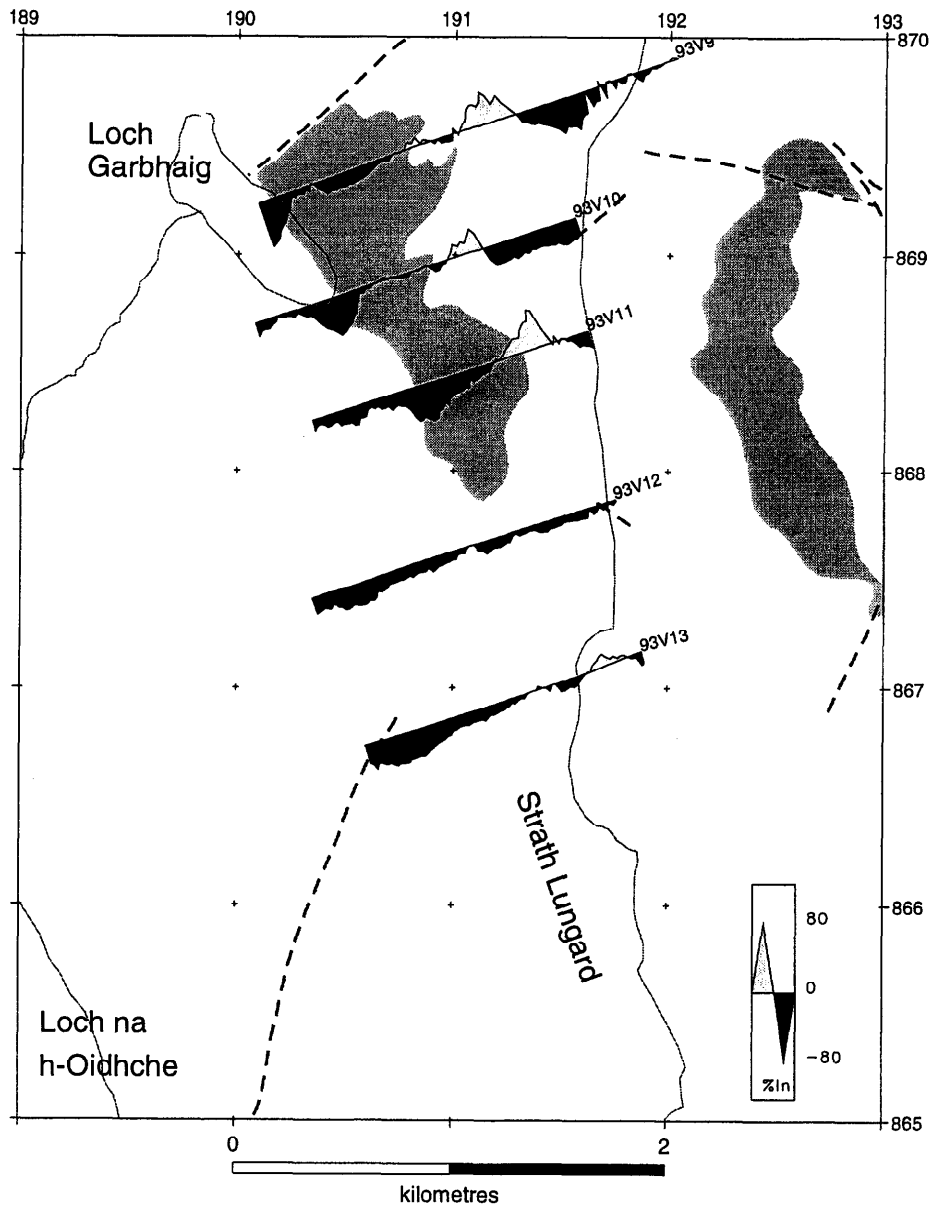 189
190
191
192
193
870
93V9
Loch
Garbhaig
93V10
869
93V11
868
93V12
93V13
867
Strath Lungard
866
80
0
-80
%In
Loch na
h-Oidhche
865
0
2
kilometres